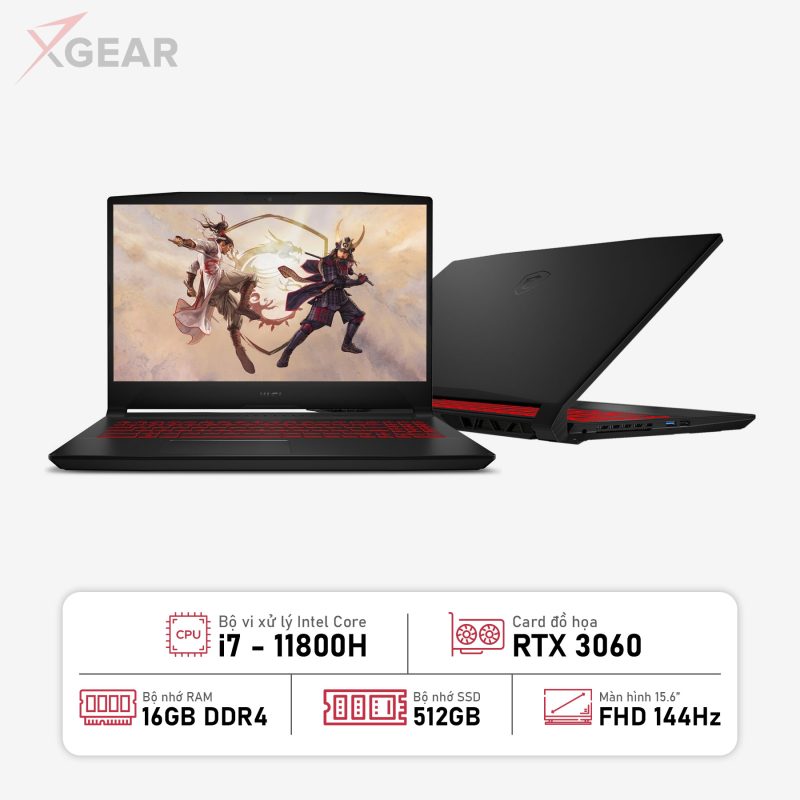 XGEAR
msi
Bộ vi xử lý Intel Core
i7 - 11800H
CPU
Card đồ họa
RTX 3060
Bộ nhớ RAM
16GB DDR4
Bộ nhớ SSD
512GB
Màn hình 15.6"
FHD 144Hz